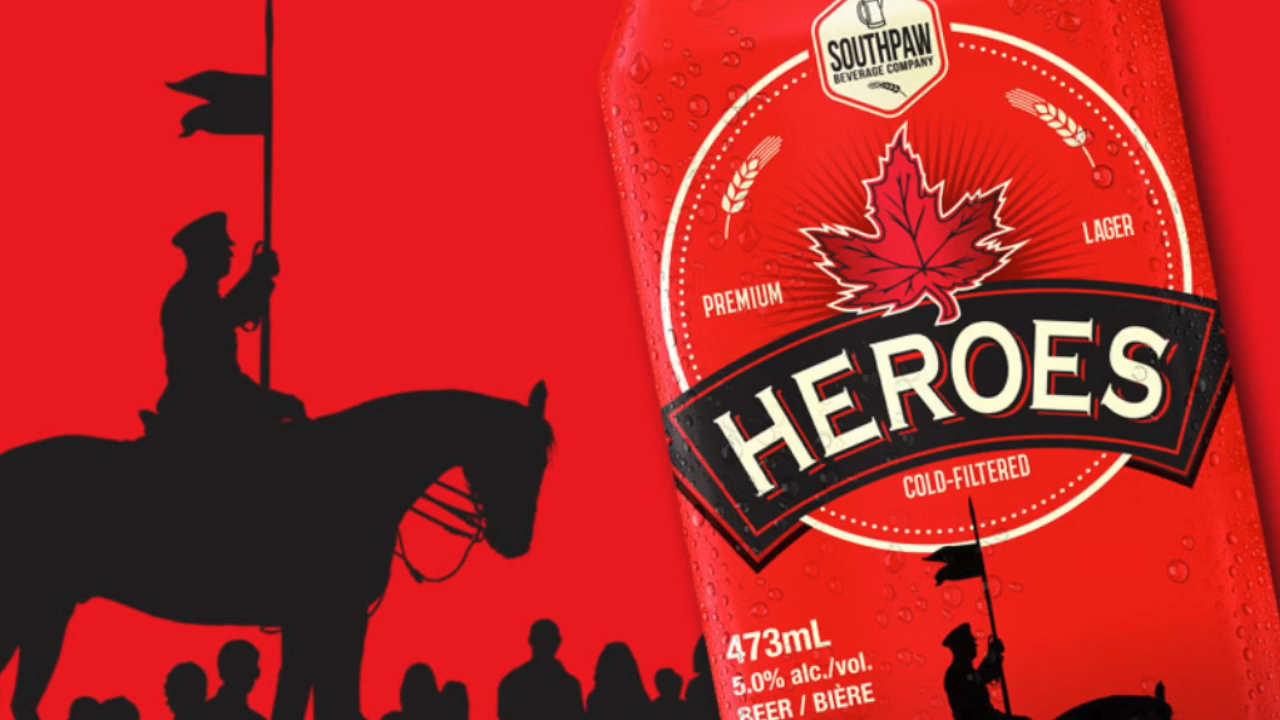 SOUTHPAW
BEVERAGE COMPANY
PREMIUM
LAGER
HEROES
COLD-FILTERED
473mL
5.0% alc./vol.
BEER / BIÈRE